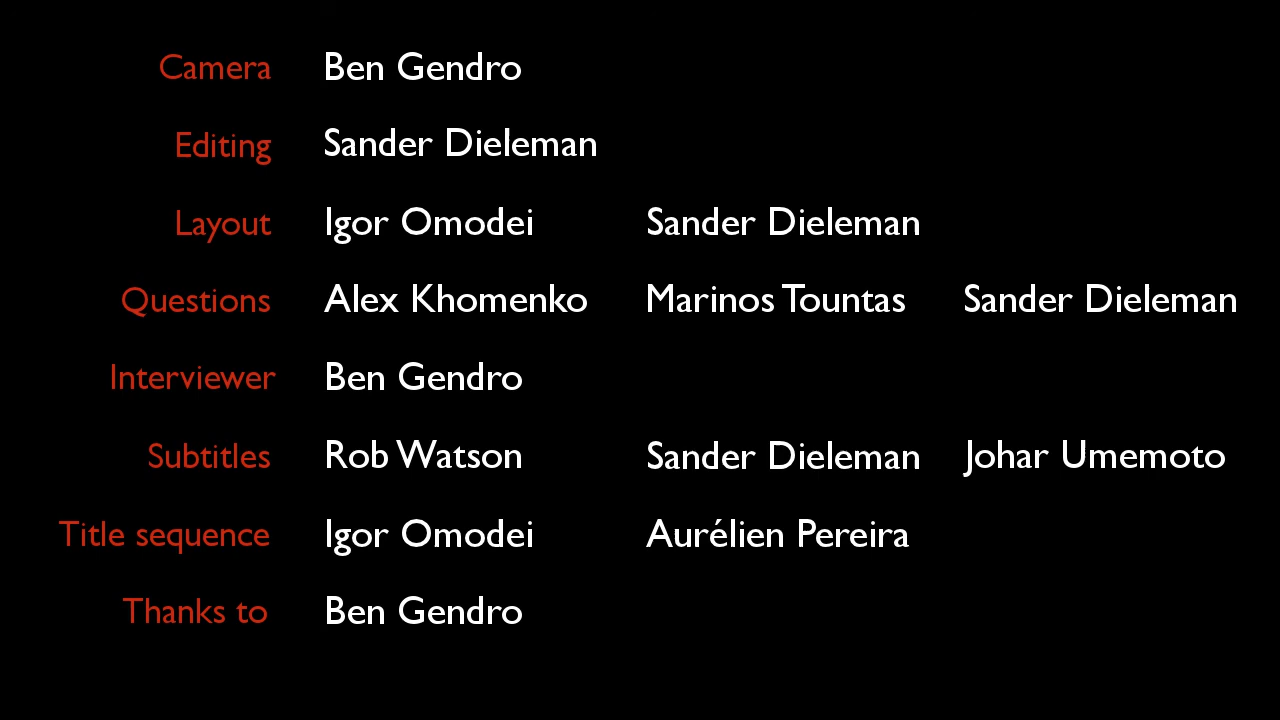 Camera Ben Gendro
Editing Sander Dieleman
Layout Igor Omodei Sander Dieleman
Questions Alex Khomenko Marinos Tountas Sander Dieleman
Interviewer Ben Gendro
Subtitles Rob Watson Sander Dieleman Johar Umemoto
Title sequence Igor Omodei Aurélien Pereira
Thanks to Ben Gendro